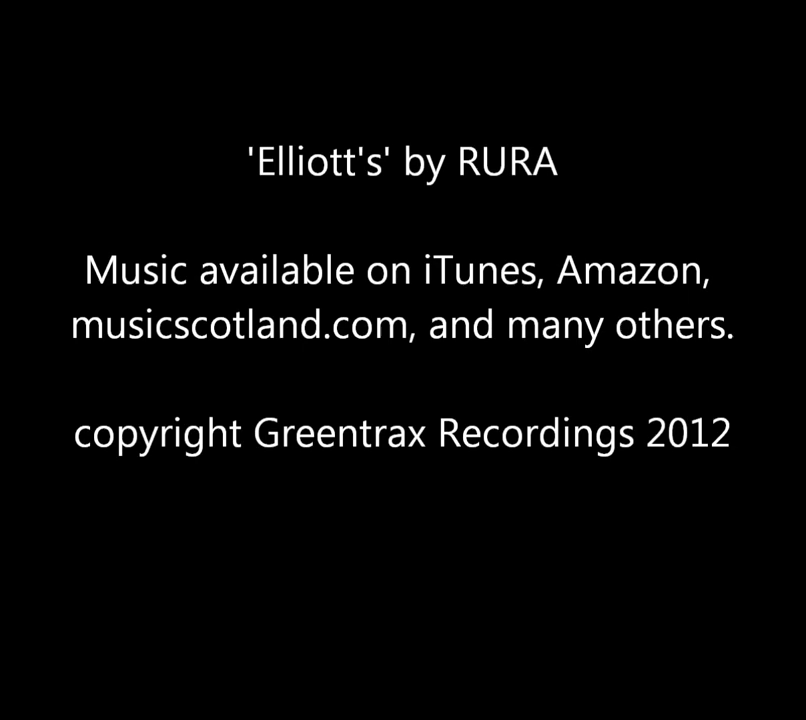 'Elliott's' by RURA
Music available on iTunes, Amazon,
musicscotland.com, and many others.
copyright Greentrax Recordings 2012